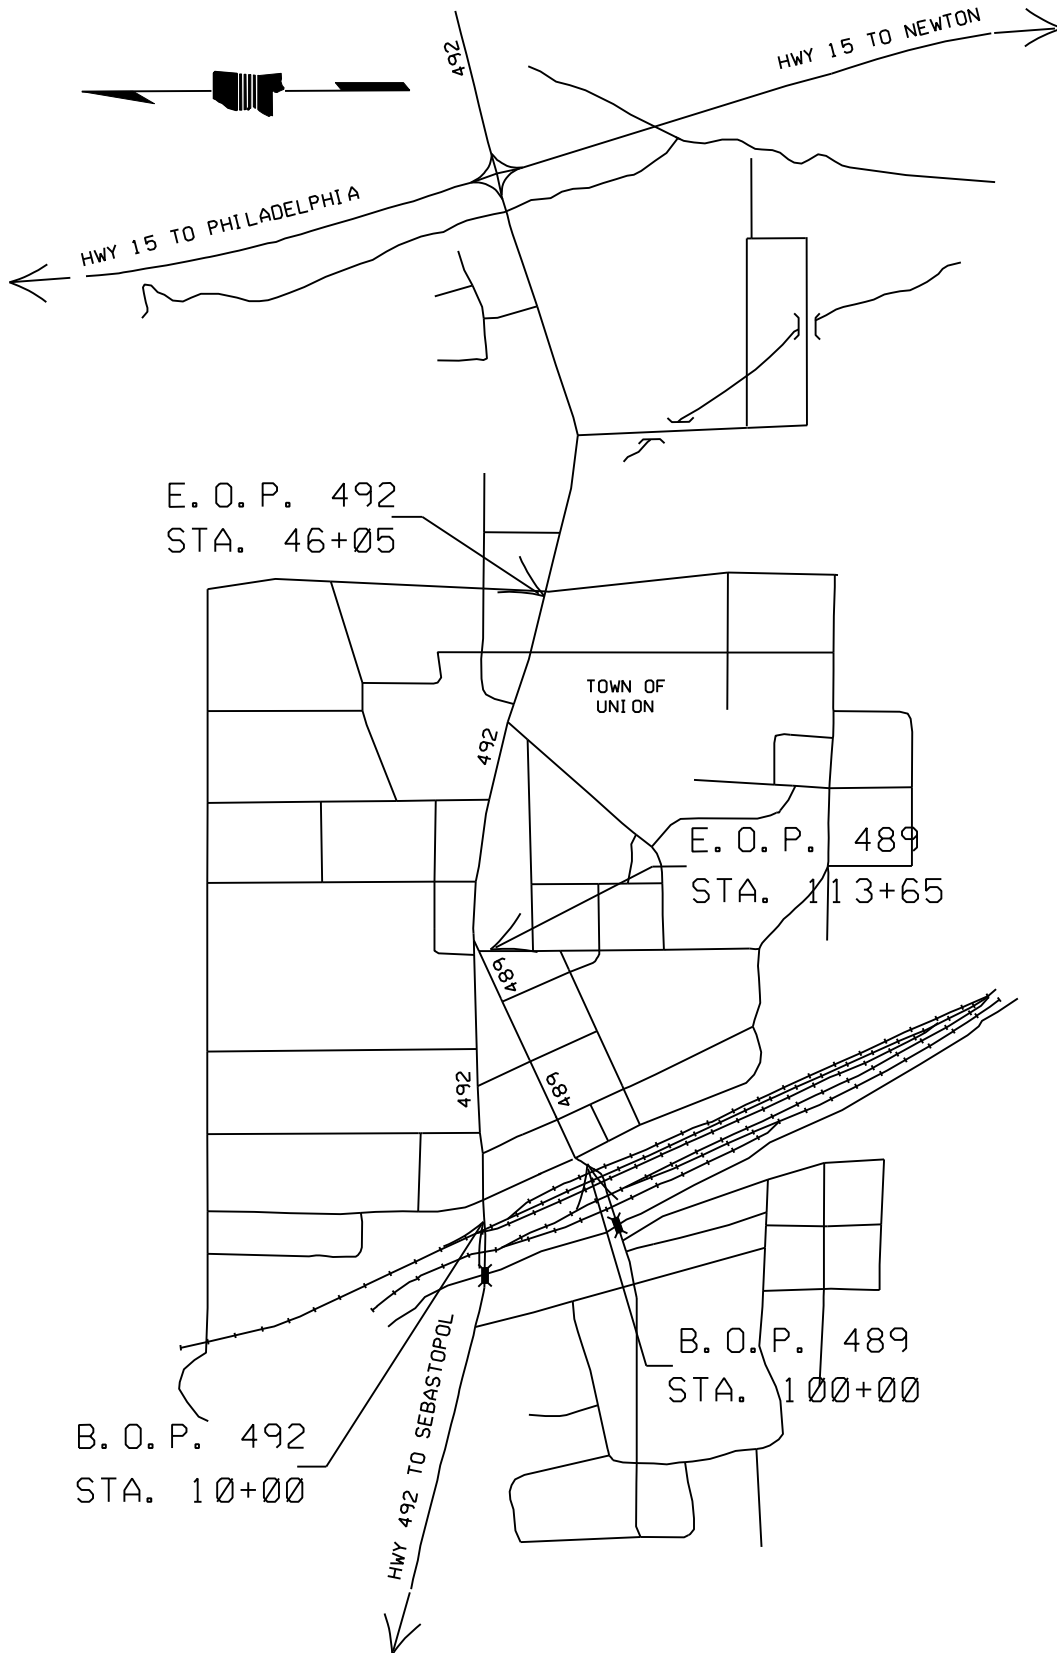 492
HWY 15 TO NEWTON
HWY 15 TO PHILADELPHIA
E.O.P. 492
STA. 46+05
TOWN OF
UNION
492
E.O.P. 489
STA. 113+65
489
492
489
B.O.P. 489
STA. 100+00
HWY 492 TO SEBASTOPOL
B.O.P. 492
STA. 10+00